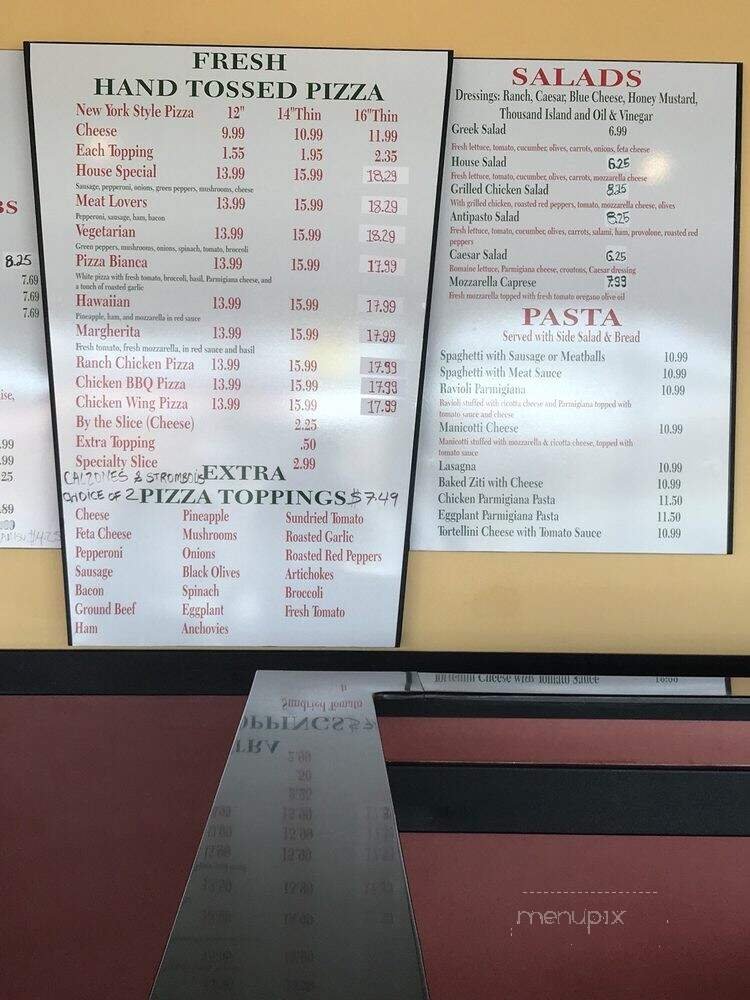 BS
8.25
7.69
7.69
7.69
ise,
.99
.99
.25
.89
FRESH
HAND TOSSED PIZZA
New York Style Pizza 12" 14"Thin 16"Thin
Cheese 9.99 10.99 11.99
Each Topping 1.55 1.95 2.35
House Special 13.99 15.99 18.29
Sausage, pepperoni, onions, green peppers, mushrooms, cheese
Meat Lovers 13.99 15.99 18.29
Pepperoni, sausage, ham, bacon
Vegetarian 13.99 15.99 18.29
Green peppers, mushrooms, onions, spinach, tomato, broccoli
Pizza Bianca 13.99 15.99 17.99
White pizza with fresh tomato, broccoli, basil, Parmigiana cheese, and
a touch of roasted garlic
Hawaiian 13.99 15.99 17.99
Pineapple, ham, and mozzarella in red sauce
Margherita 13.99 15.99 17.99
Fresh tomato, fresh mozzarella, in red sauce and basil
Ranch Chicken Pizza 13.99 15.99 17.99
Chicken BBQ Pizza 13.99 15.99 17.99
Chicken Wing Pizza 13.99 15.99 17.99
By the Slice (Cheese) 2.25
Extra Topping .50
Specialty Slice 2.99
CALZONES & STROMBOLIS
EXTRA
CHOICE OF 2 PIZZA TOPPINGS $7.49
Cheese Pineapple Sundried Tomato
Feta Cheese Mushrooms Roasted Garlic
Pepperoni Onions Roasted Red Peppers
Sausage Black Olives Artichokes
Bacon Spinach Broccoli
Ground Beef Eggplant Fresh Tomato
Ham Anchovies
SALADS
Dressings: Ranch, Caesar, Blue Cheese, Honey Mustard,
Thousand Island and Oil & Vinegar
Greek Salad 6.99
Fresh lettuce, tomato, cucumber, olives, carrots, onions, feta cheese
House Salad 6.25
Fresh lettuce, tomato, cucumber, olives, carrots, mozzarella cheese
Grilled Chicken Salad 8.25
With grilled chicken, roasted red peppers, tomato, mozzarella cheese, olives
Antipasto Salad 8.25
Fresh lettuce, tomato, cucumber, olives, carrots, salami, ham, provolone, roasted red
peppers
Caesar Salad 6.25
Romaine lettuce, Parmigiana cheese, croutons, Caesar dressing
Mozzarella Caprese 7.99
Fresh mozzarella topped with fresh tomato oregano olive oil
PASTA
Served with Side Salad & Bread
Spaghetti with Sausage or Meatballs 10.99
Spaghetti with Meat Sauce 10.99
Ravioli Parmigiana 10.99
Ravioli stuffed with ricotta cheese and Parmigiana topped with
tomato sauce and cheese
Manicotti Cheese 10.99
Manicotti stuffed with mozzarella & ricotta cheese, topped with
tomato sauce
Lasagna 10.99
Baked Ziti with Cheese 10.99
Chicken Parmigiana Pasta 11.50
Eggplant Parmigiana Pasta 11.50
Tortellini Cheese with Tomato Sauce 10.99
menupix